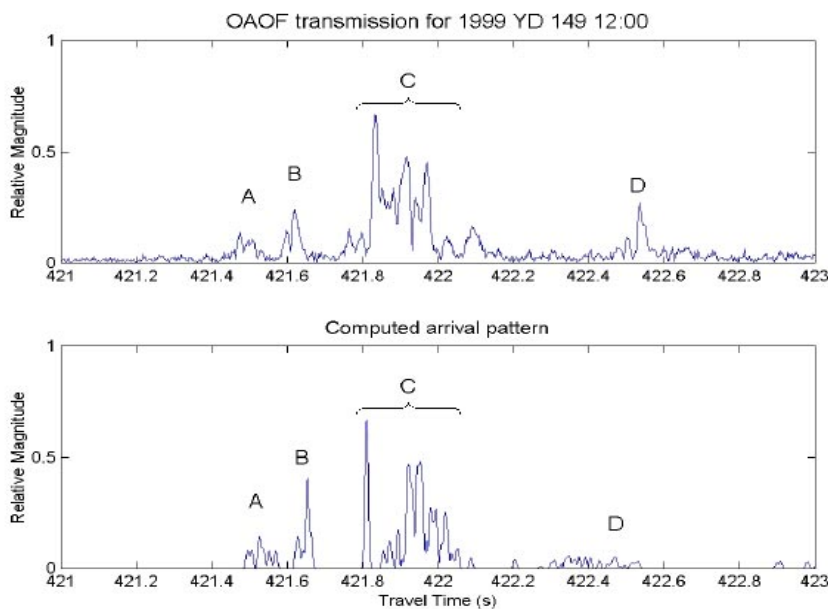 OAOF transmission for 1999 YD 149 12:00
1
0.5
0
Relative Magnitude
A
B
C
D
421 421.2 421.4 421.6 421.8 422 422.2 422.4 422.6 422.8 423
Computed arrival pattern
1
0.5
0
Relative Magnitude
A
B
C
D
421 421.2 421.4 421.6 421.8 422 422.2 422.4 422.6 422.8 423
Travel Time (s)